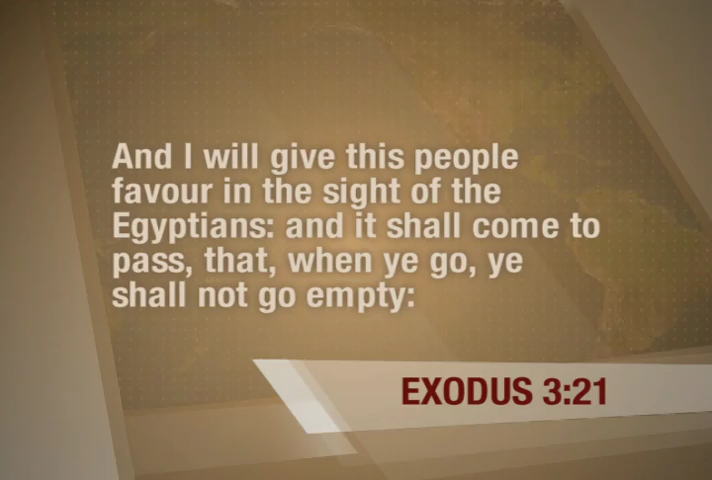 And I will give this people
favour in the sight of the
Egyptians: and it shall come to
pass, that, when ye go, ye
shall not go empty:
EXODUS 3:21